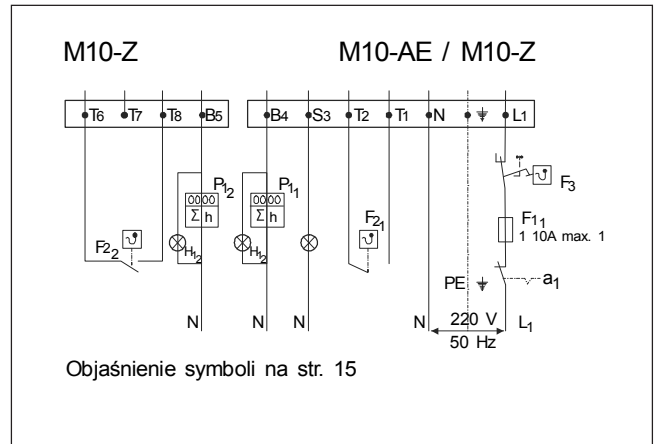 M10-Z M10-AE / M10-Z
T6 T7 T8 B5 B4 S3 T2 T1 N L1
P12 P11 F3
0000 0000
Σ h Σ h
F11
1 10A max. 1
F22 H12 H12 F21
PE a1
N N N N 220 V L1
50 Hz
Objaśnienie symboli na str. 15